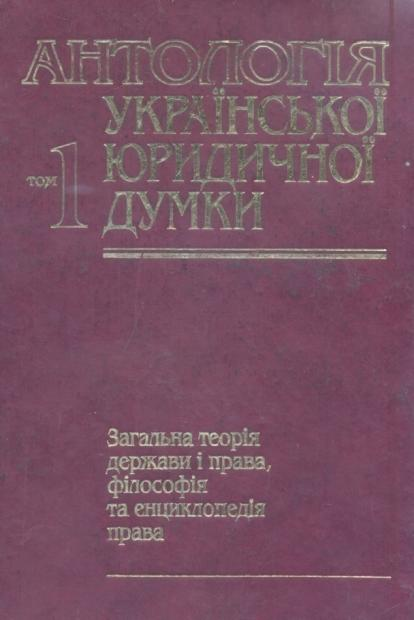 АНТОЛОГІЯ
УКРАЇНСЬКОЇ
ЮРИДИЧНОЇ
ТОМ 1
ДУМКИ
Загальна теорія
держави і права,
філософія
та енциклопедія
права